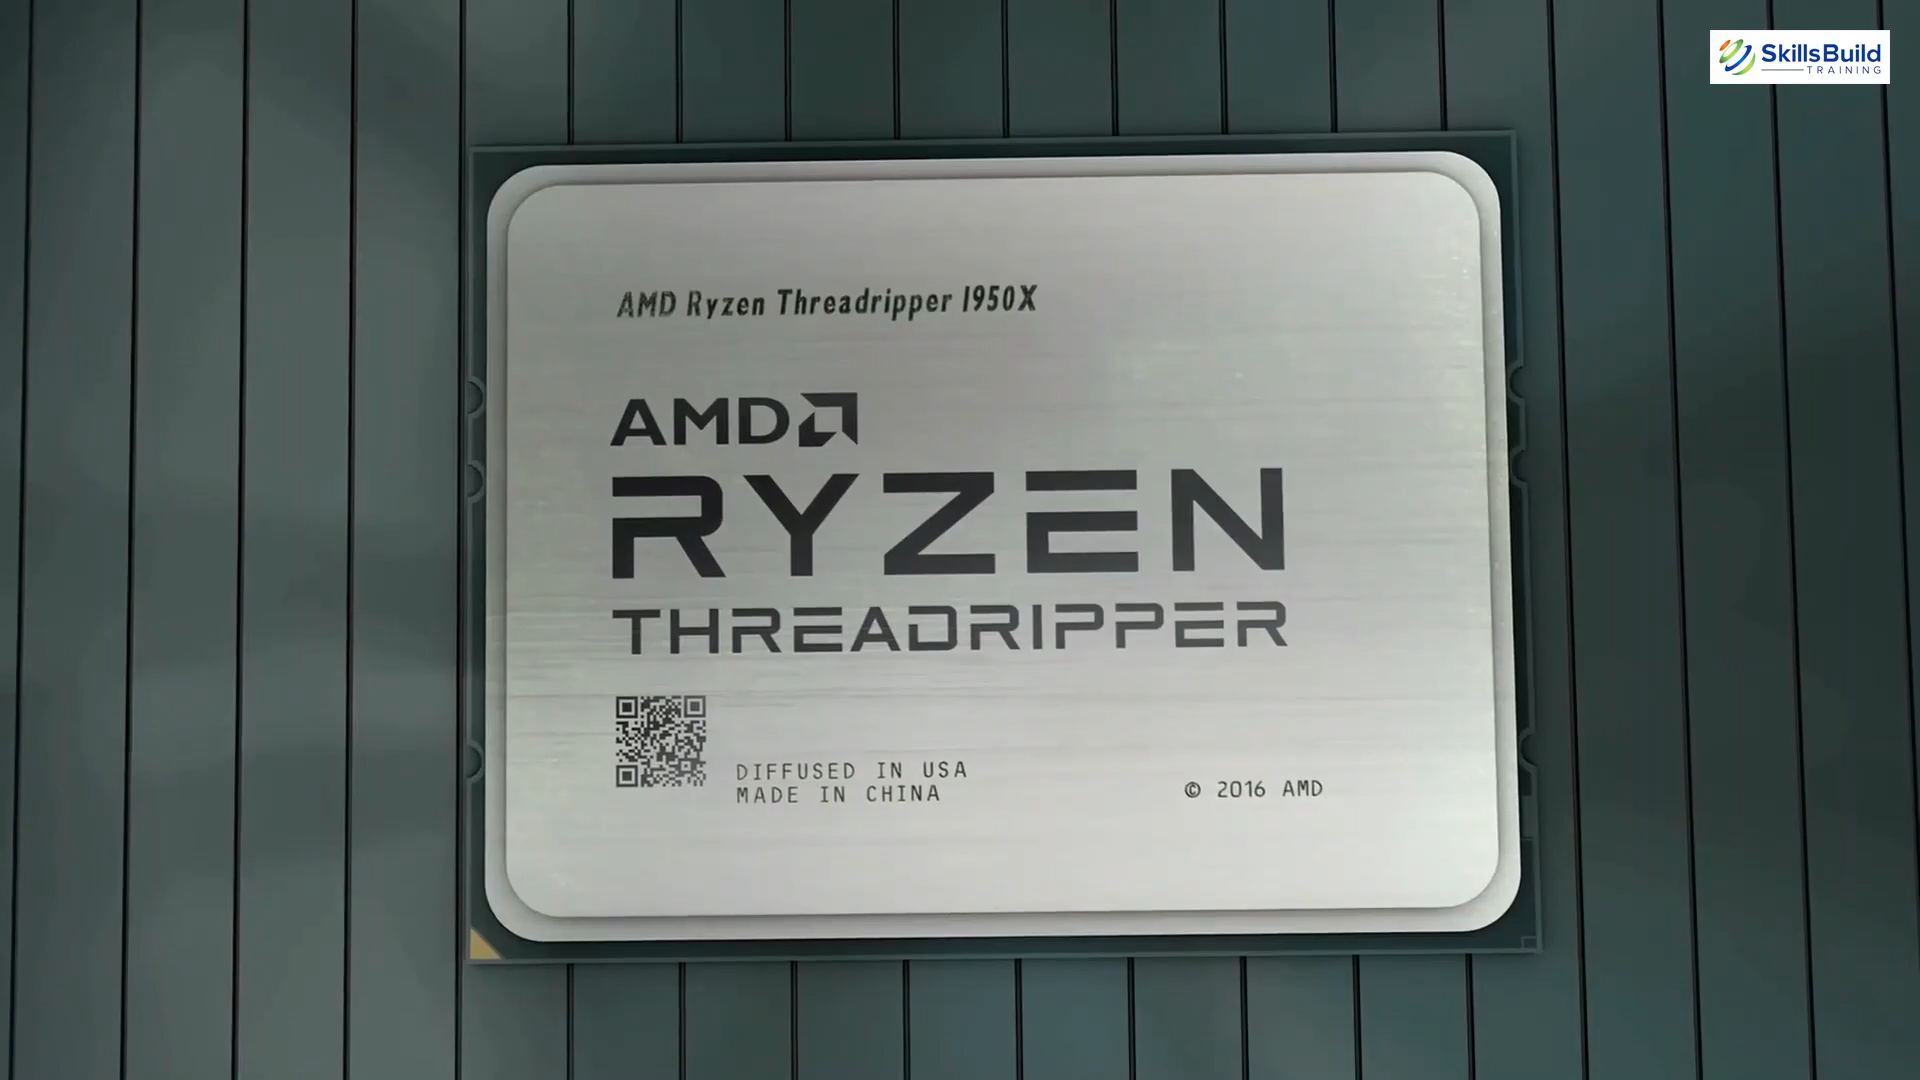 SkillsBuild
TRAINING
AMD Ryzen Threadripper 1950X
AMD
RYZEN
THREADRIPPER
DIFFUSED IN USA
MADE IN CHINA
© 2016 AMD